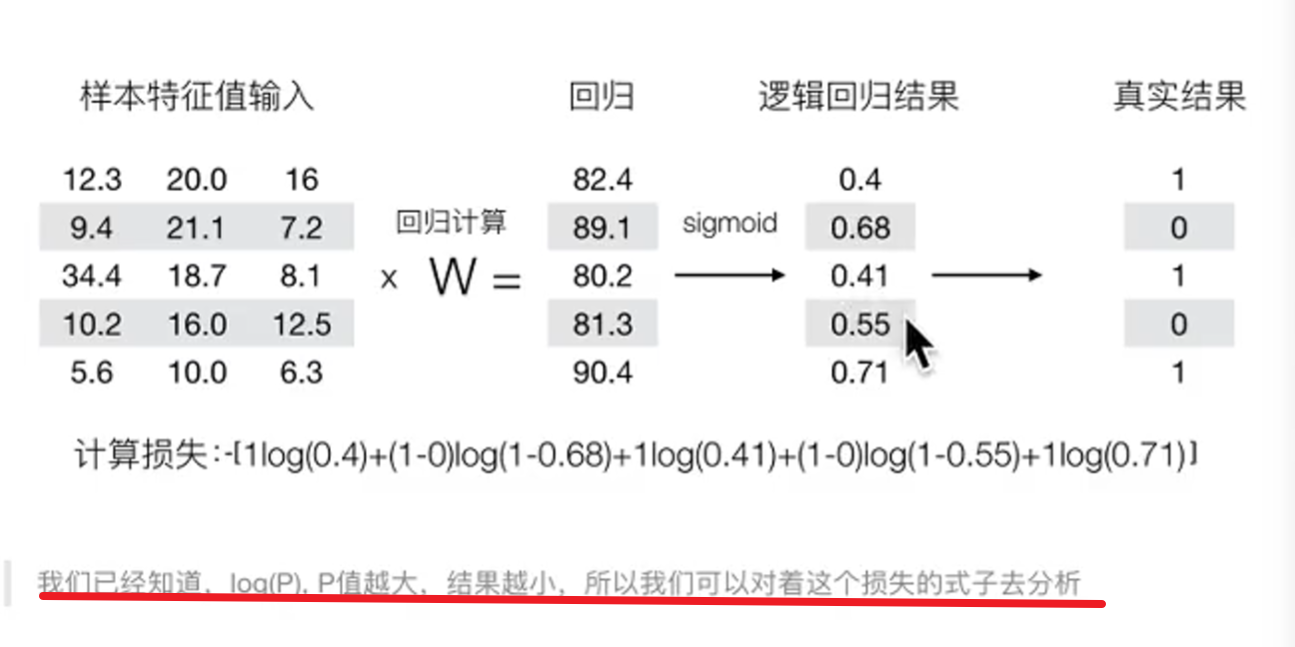 样本特征值输入 回归 逻辑回归结果 真实结果
12.3 20.0 16 82.4 0.4 1
9.4 21.1 7.2 回归计算 89.1 sigmoid 0.68 0
34.4 18.7 8.1 x W = 80.2 0.41 1
10.2 16.0 12.5 81.3 0.55 0
5.6 10.0 6.3 90.4 0.71 1
计算损失:-[1log(0.4)+(1-0)log(1-0.68)+1log(0.41)+(1-0)log(1-0.55)+1log(0.71)]
我们已经知道，log(P), P值越大，结果越小，所以我们可以对着这个损失的式子去分析